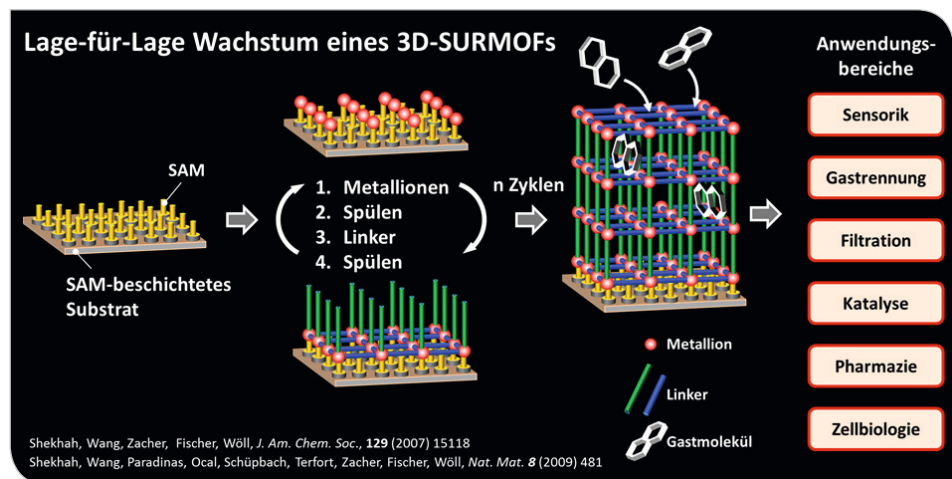 Lage-für-Lage Wachstum eines 3D-SURMOFs
SAM
SAM-beschichtetes
Substrat
1. Metallionen
2. Spülen
3. Linker
4. Spülen
n Zyklen
Metallion
Linker
Gastmolekül
Anwendungs-
bereiche
Sensorik
Gastrennung
Filtration
Katalyse
Pharmazie
Zellbiologie
Shekhah, Wang, Zacher, Fischer, Wöll, J. Am. Chem. Soc., 129 (2007) 15118
Shekhah, Wang, Paradinas, Ocal, Schüpbach, Terfort, Zacher, Fischer, Wöll, Nat. Mat. 8 (2009) 481